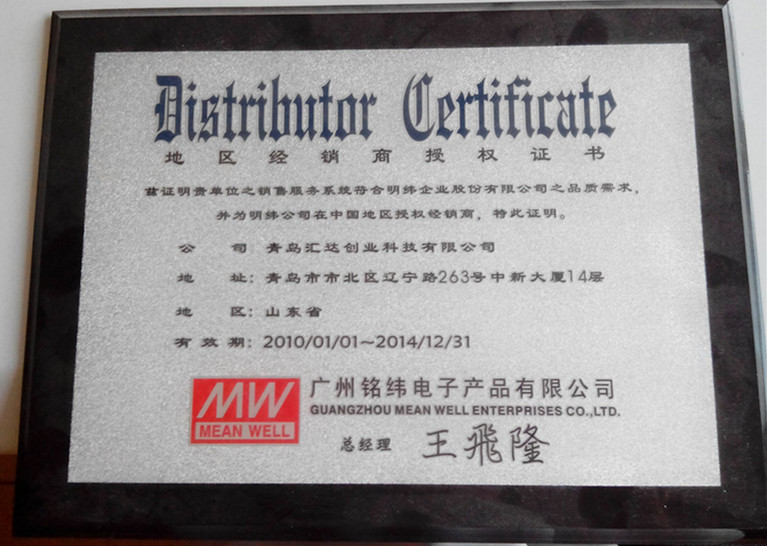 Distributor Certificate
地区经销商授权证书
兹证明贵单位之销售服务系统符合明纬企业股份有限公司之品质需求，
并为明纬公司在中国地区授权经销商，特此证明。
公 司 青岛汇达创业科技有限公司
地 址：青岛市市北区辽宁路263号中新大厦14层
地 区：山东省
有效期：2010/01/01~2014/12/31
MW
MEAN WELL
广州铭纬电子产品有限公司
GUANGZHOU MEAN WELL ENTERPRISES CO.,LTD.
总经理 王飛隆